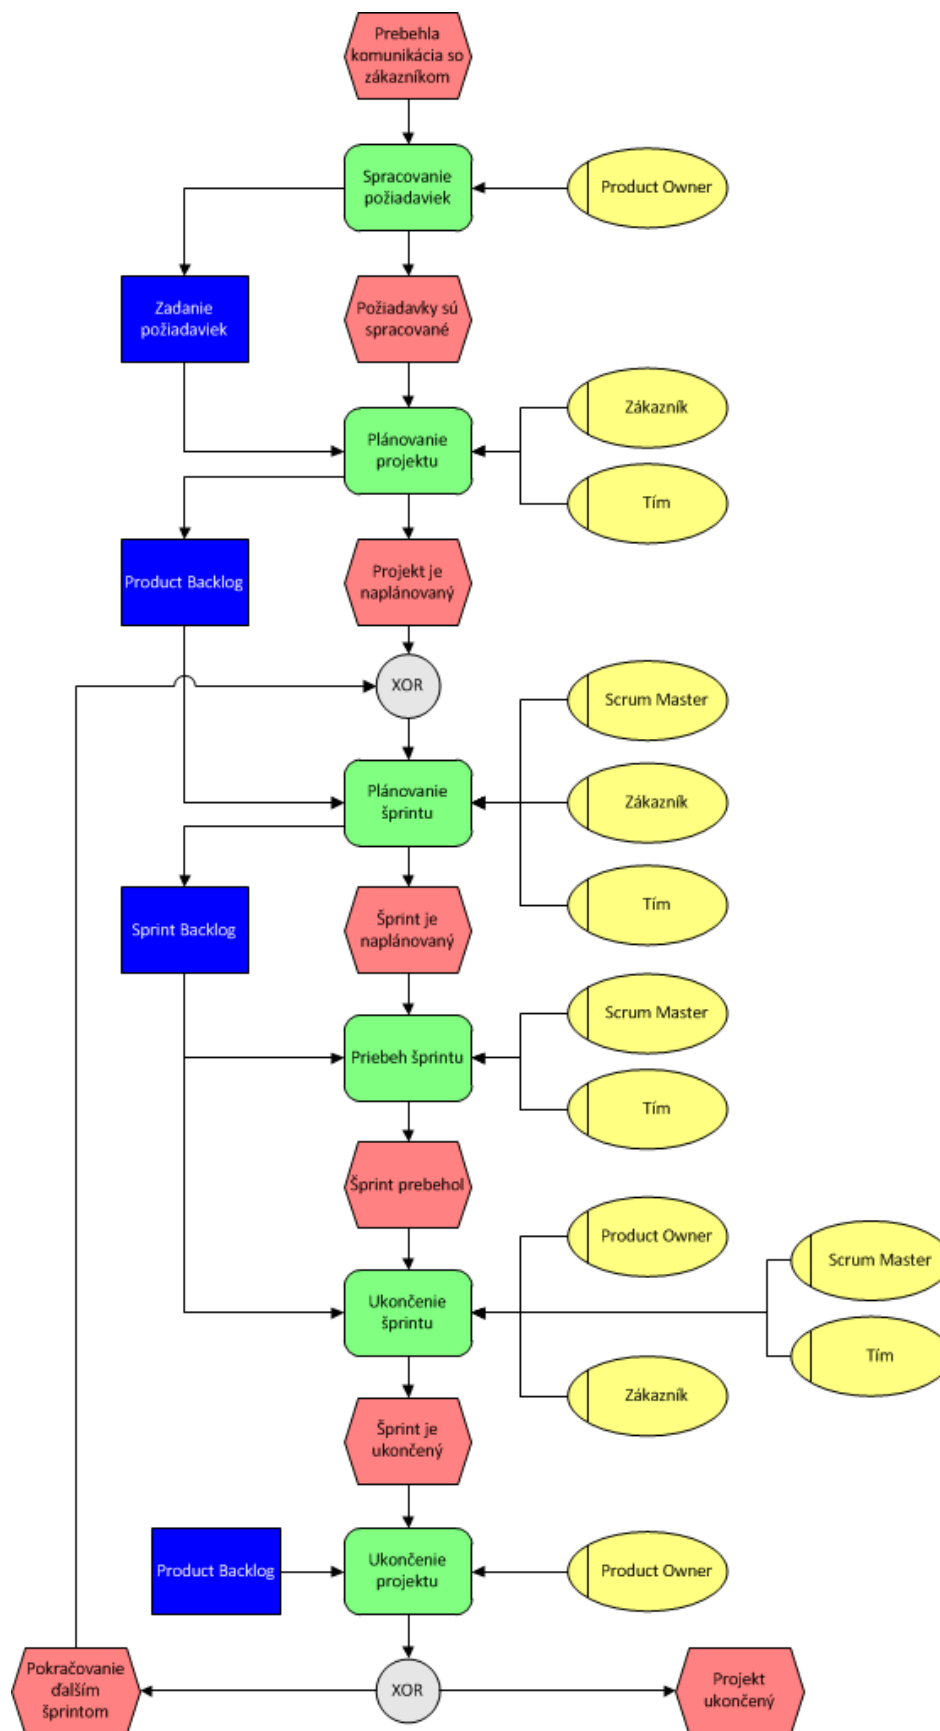 Prebehla
komunikácia so
zákazníkom
Spracovanie
požiadaviek
Product Owner
Zadanie
požiadaviek
Požiadavky sú
spracované
Zákazník
Plánovanie
projektu
Tím
Product Backlog
Projekt je
naplánovaný
XOR
Scrum Master
Plánovanie
šprintu
Zákazník
Tím
Sprint Backlog
Šprint je
naplánovaný
Scrum Master
Priebeh šprintu
Tím
Šprint prebehol
Product Owner
Scrum Master
Ukončenie
šprintu
Tím
Zákazník
Šprint je
ukončený
Product Backlog
Ukončenie
projektu
Product Owner
Pokračovanie
ďalším
šprintom
XOR
Projekt
ukončený